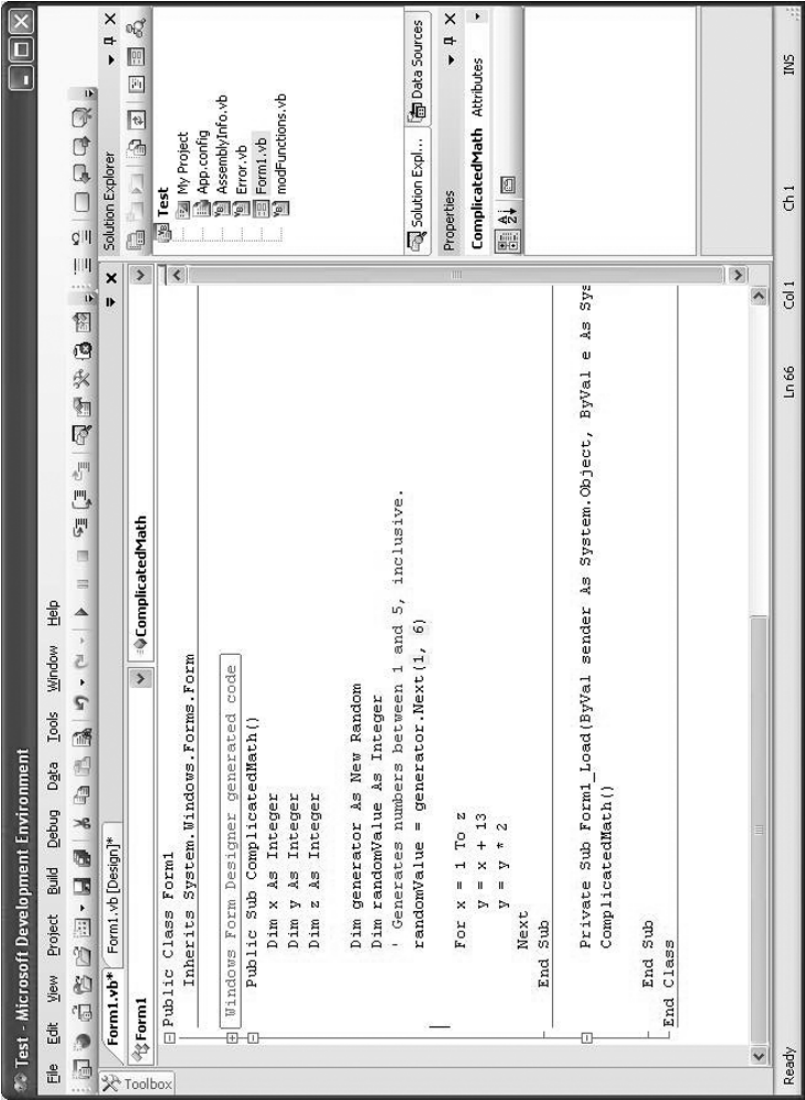 Test - Microsoft Development Environment
File Edit View Project Build Debug Data Tools Window Help
Form1.vb* Form1.vb [Design]*
Form1 ComplicatedMath
Toolbox
Public Class Form1
Inherits System.Windows.Forms.Form
Windows Form Designer generated code
Public Sub ComplicatedMath()
Dim x As Integer
Dim y As Integer
Dim z As Integer
Dim generator As New Random
Dim randomValue As Integer
' Generates numbers between 1 and 5, inclusive.
randomValue = generator.Next(1, 6)
For x = 1 To z
y = x + 13
y = y * 2
Next
End Sub
Private Sub Form1_Load(ByVal sender As System.Object, ByVal e As Sys
ComplicatedMath()
End Sub
End Class
Solution Explorer
Test
My Project
App.config
AssemblyInfo.vb
Error.vb
Form1.vb
modFunctions.vb
Solution Expl... Data Sources
Properties
ComplicatedMath Attributes
Ready Ln 66 Col 1 Ch 1 INS